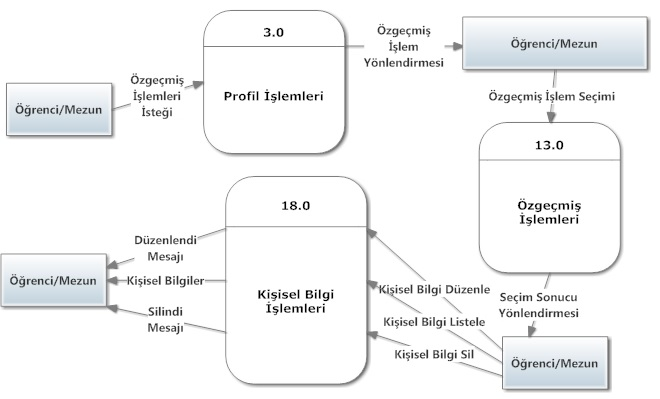 3.0
Profil İşlemleri
Öğrenci/Mezun
Özgeçmiş
İşlemleri
İsteği
Özgeçmiş
İşlem
Yönlendirmesi
Öğrenci/Mezun
Özgeçmiş İşlem Seçimi
13.0
Özgeçmiş
İşlemleri
Seçim Sonucu
Yönlendirmesi
Öğrenci/Mezun
Kişisel Bilgi Düzenle
Kişisel Bilgi Listele
Kişisel Bilgi Sil
18.0
Kişisel Bilgi
İşlemleri
Düzenlendi
Mesajı
Kişisel Bilgiler
Silindi
Mesajı
Öğrenci/Mezun